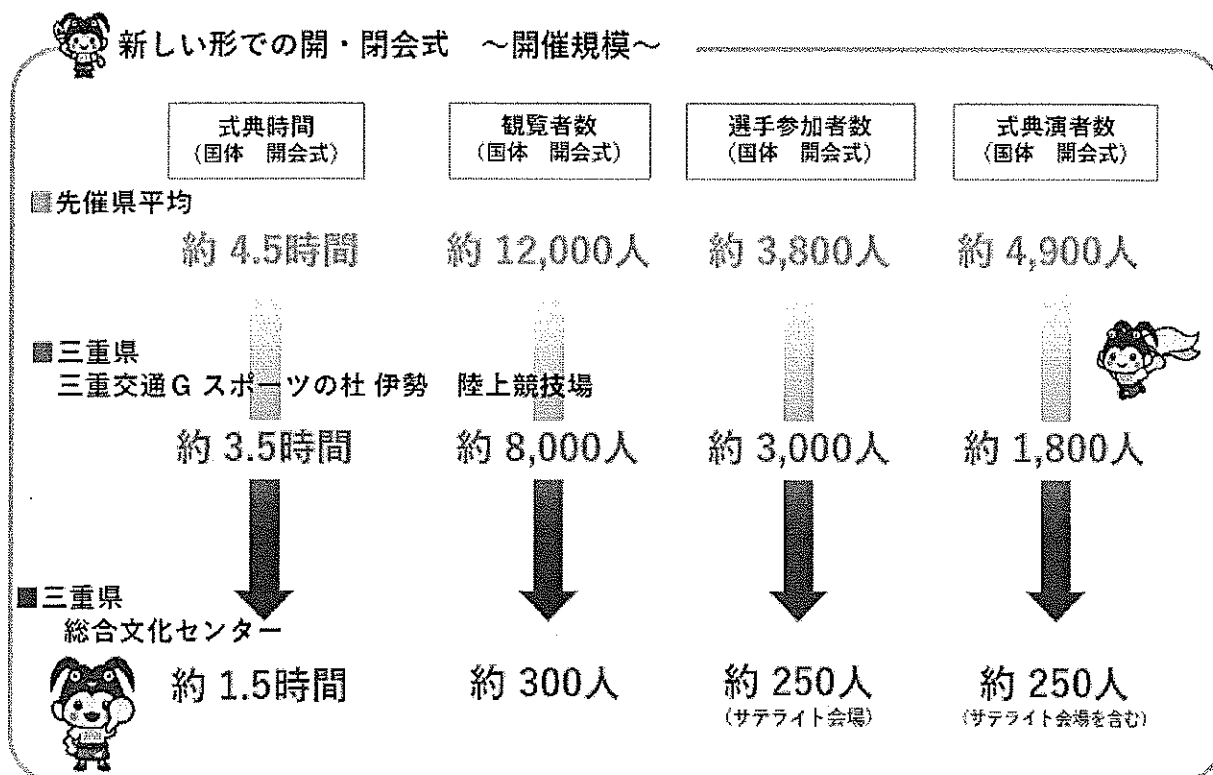 新しい形での開・閉会式　～開催規模～
式典時間
（国体　開会式）
観覧者数
（国体　開会式）
選手参加者数
（国体　開会式）
式典演者数
（国体　開会式）
■先催県平均
約 4.5時間
約 12,000人
約 3,800人
約 4,900人
■三重県
三重交通G スポーツの杜 伊勢　陸上競技場
約 3.5時間
約 8,000人
約 3,000人
約 1,800人
■三重県
総合文化センター
約 1.5時間
約 300人
約 250人
（サテライト会場）
約 250人
（サテライト会場を含む）